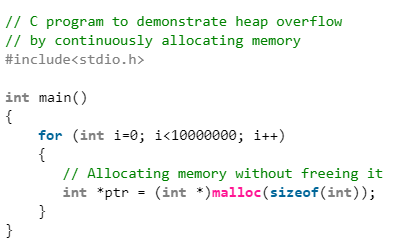 // C program to demonstrate heap overflow
// by continuously allocating memory
#include<stdio.h>
int main()
{
for (int i=0; i<10000000; i++)
{
// Allocating memory without freeing it
int *ptr = (int *)malloc(sizeof(int));
}
}